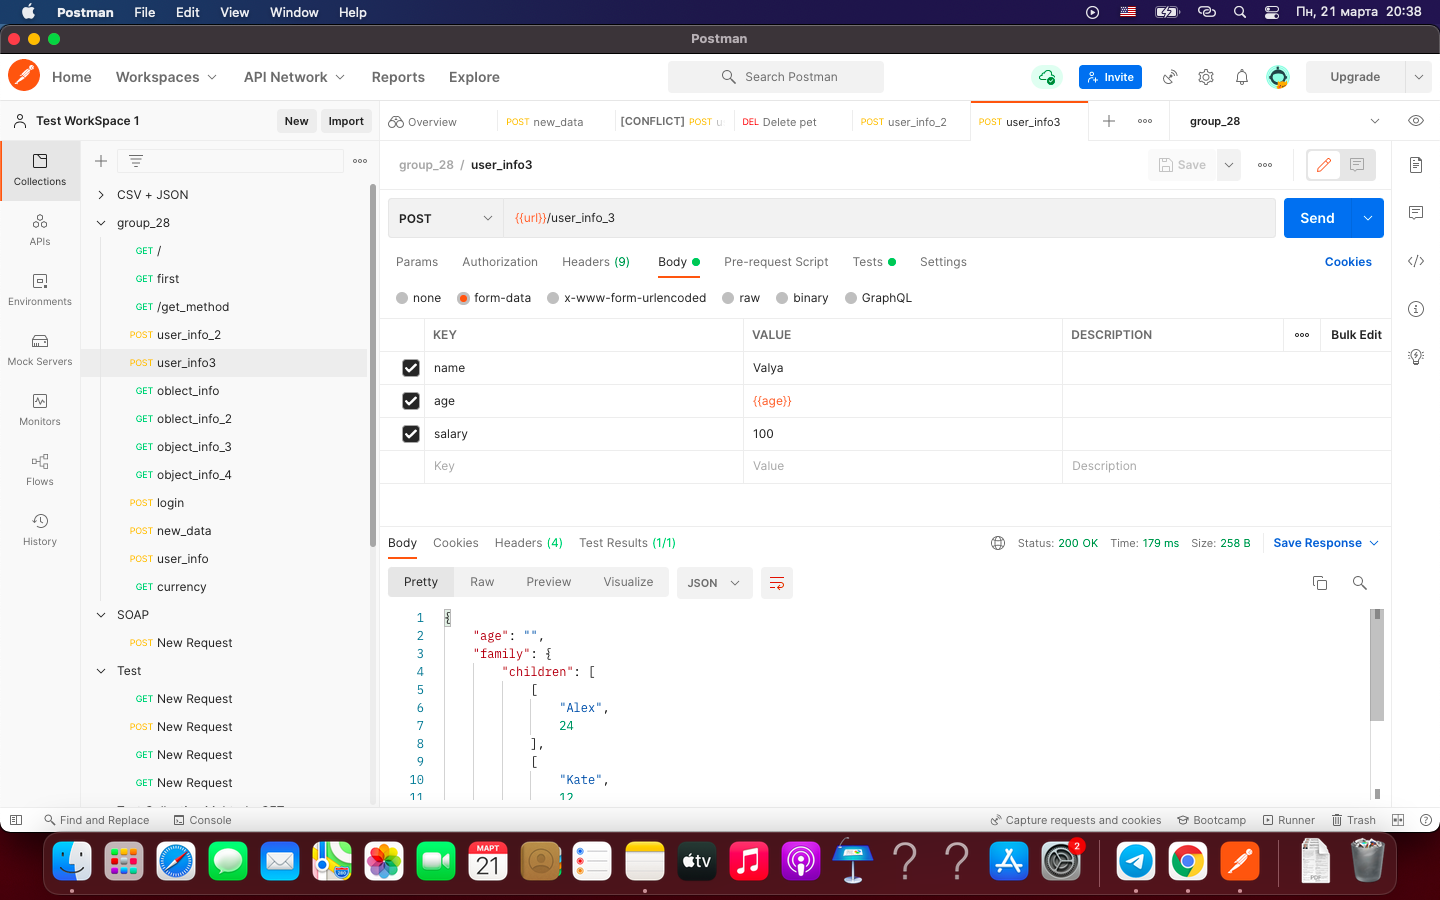 Postman File Edit View Window Help Пн, 21 марта 20:38
Postman
Home Workspaces API Network Reports Explore Search Postman Invite Upgrade
Test WorkSpace 1 New Import Overview POST new_data [CONFLICT] POST DEL Delete pet POST user_info_2 POST user_info3 group_28
group_28 / user_info3 Save
Collections
APIs
Environments
Mock Servers
Monitors
Flows
History
CSV + JSON
group_28
GET /
GET first
GET /get_method
POST user_info_2
POST user_info3
GET oblect_info
GET oblect_info_2
GET object_info_3
GET object_info_4
POST login
POST new_data
POST user_info
GET currency
SOAP
POST New Request
Test
GET New Request
POST New Request
GET New Request
GET New Request
POST {{url}}/user_info_3 Send
Params Authorization Headers (9) Body Pre-request Script Tests Settings Cookies
none form-data x-www-form-urlencoded raw binary GraphQL
KEY VALUE DESCRIPTION Bulk Edit
name Valya
age {{age}}
salary 100
Key Value Description
Body Cookies Headers (4) Test Results (1/1) Status: 200 OK Time: 179 ms Size: 258 B Save Response
Pretty Raw Preview Visualize JSON
1 {
2 "age": "",
3 "family": {
4 "children": [
5 [
6 "Alex",
7 24
8 ],
9 [
10 "Kate",
11 12
Find and Replace Console Capture requests and cookies Bootcamp Runner Trash
МАРТ
21
tv
2
PDF